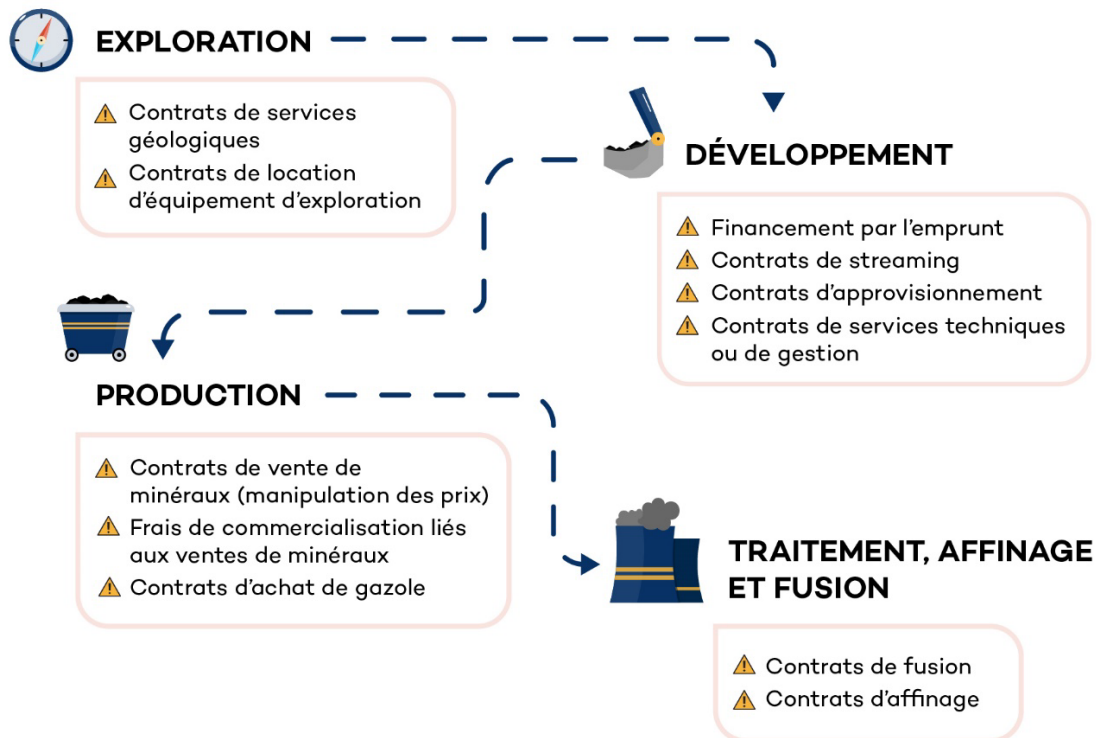 EXPLORATION
Contrats de services
géologiques
Contrats de location
d’équipement d’exploration
DÉVELOPPEMENT
Financement par l’emprunt
Contrats de streaming
Contrats d’approvisionnement
Contrats de services techniques
ou de gestion
PRODUCTION
Contrats de vente de
minéraux (manipulation des prix)
Frais de commercialisation liés
aux ventes de minéraux
Contrats d’achat de gazole
TRAITEMENT, AFFINAGE
ET FUSION
Contrats de fusion
Contrats d’affinage